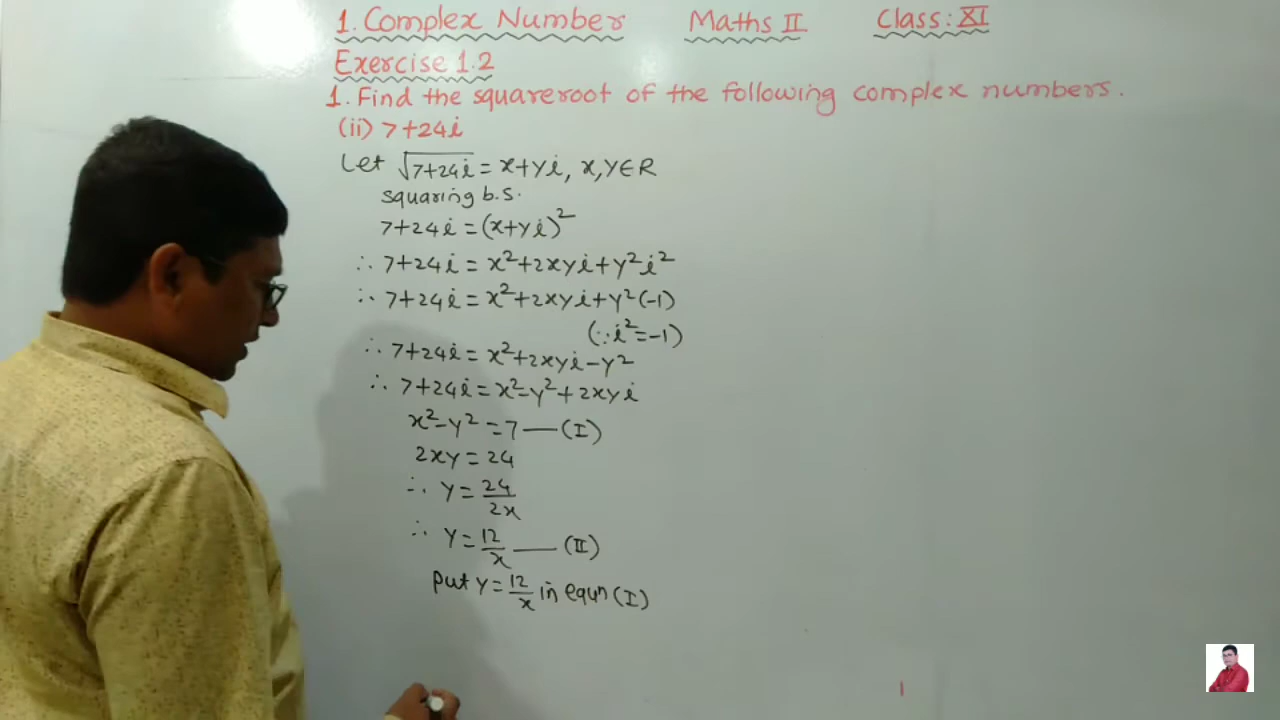 1. Complex Number Maths II Class: XI
Exercise 1.2
1. Find the squareroot of the following complex numbers.
(ii) 7+24i
Let √7+24i = x+yi, x,y∈R
squaring b.s.
7+24i = (x+yi)²
∴ 7+24i = x²+2xyi+y²i²
∴ 7+24i = x²+2xyi+y²(-1)
(∵i²=-1)
∴ 7+24i = x²+2xyi-y²
∴ 7+24i = x²-y²+2xyi
x²-y² = 7 — (I)
2xy = 24
∴ y = 24/2x
∴ y = 12/x — (II)
Put y = 12/x in equn (I)